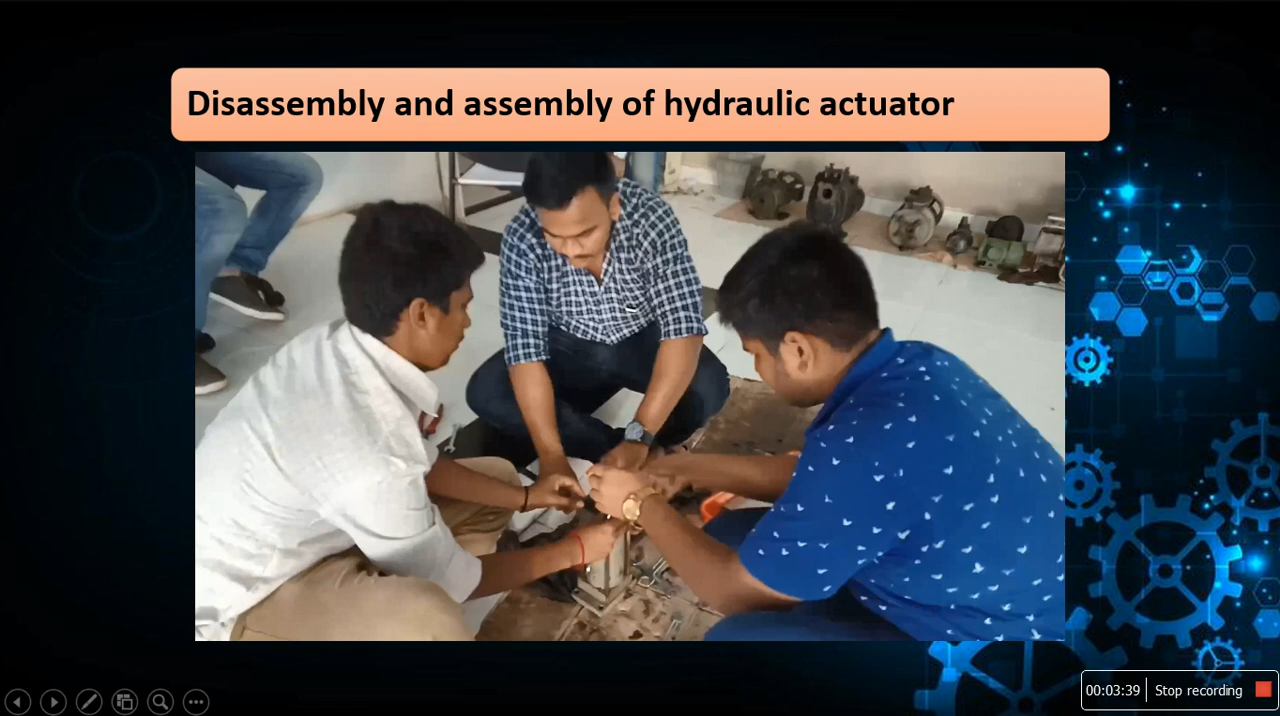 Disassembly and assembly of hydraulic actuator
00:03:39 Stop recording